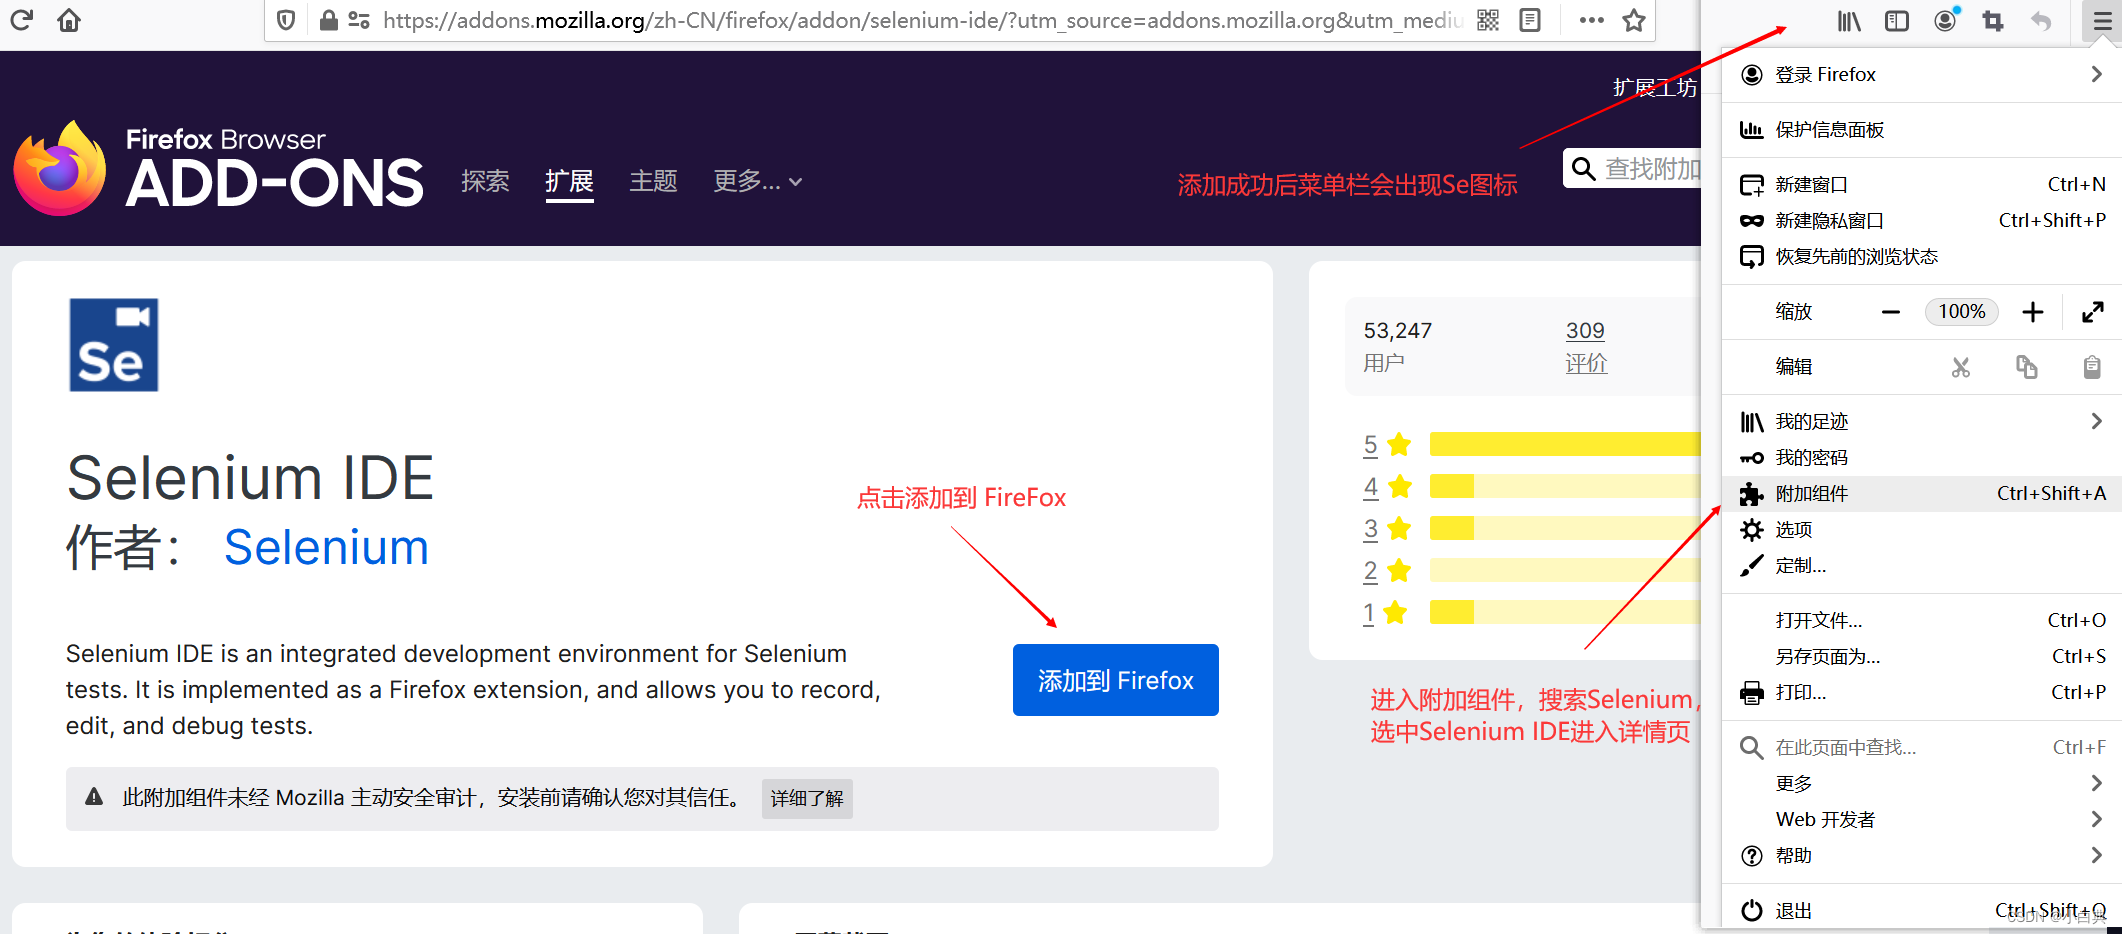 https://addons.mozilla.org/zh-CN/firefox/addon/selenium-ide/?utm_source=addons.mozilla.org&utm_mediu
扩展工坊
Firefox Browser
ADD-ONS
探索
扩展
主题
更多...
查找附加
添加成功后菜单栏会出现Se图标
Se
Selenium IDE
作者： Selenium
点击添加到 FireFox
Selenium IDE is an integrated development environment for Selenium
tests. It is implemented as a Firefox extension, and allows you to record,
edit, and debug tests.
添加到 Firefox
此附加组件未经 Mozilla 主动安全审计，安装前请确认您对其信任。
详细了解
53,247
用户
309
评价
5
4
3
2
1
进入附加组件，搜索Selenium，
选中Selenium IDE进入详情页
登录 Firefox
保护信息面板
新建窗口 Ctrl+N
新建隐私窗口 Ctrl+Shift+P
恢复先前的浏览状态
缩放 100%
编辑
我的足迹
我的密码
附加组件 Ctrl+Shift+A
选项
定制...
打开文件... Ctrl+O
另存页面为... Ctrl+S
打印... Ctrl+P
在此页面中查找... Ctrl+F
更多
Web 开发者
帮助
退出 Ctrl+Shift+Q
CSDN @小白典